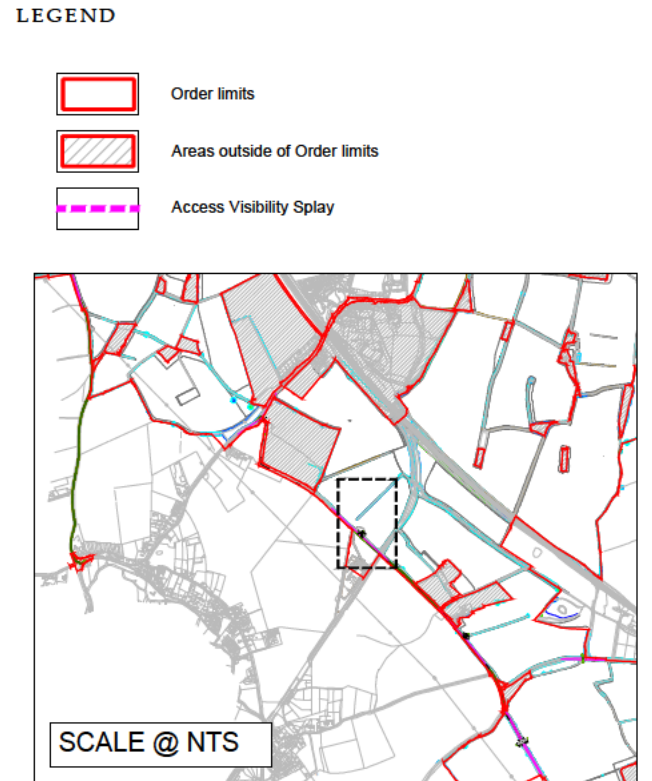 LEGEND
Order limits
Areas outside of Order limits
Access Visibility Splay
SCALE @ NTS